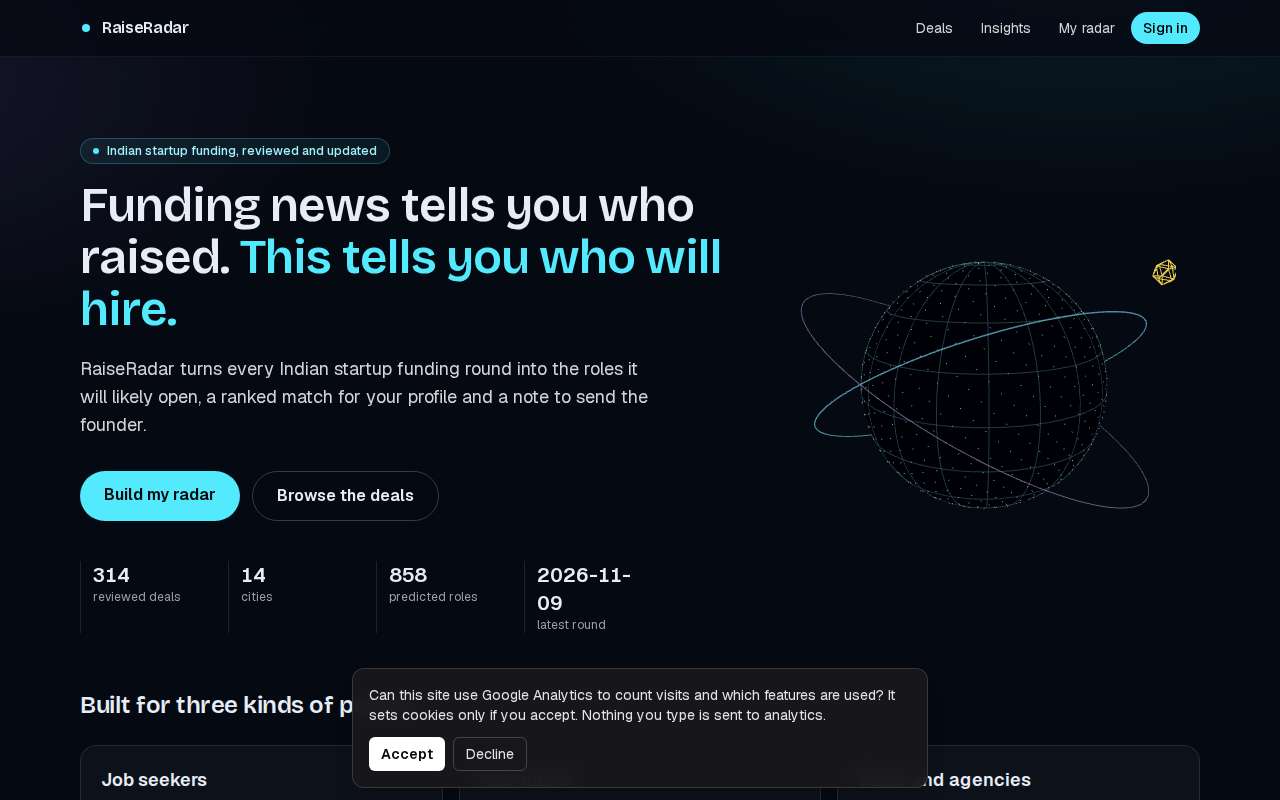 RaiseRadar
Deals
Insights
My radar
Sign in
Indian startup funding, reviewed and updated
Funding news tells you who
raised. This tells you who will
hire.
RaiseRadar turns every Indian startup funding round into the roles it
will likely open, a ranked match for your profile and a note to send the
founder.
Build my radar
Browse the deals
314
reviewed deals
14
cities
858
predicted roles
2026-11-
09
latest round
Built for three kinds of p
Can this site use Google Analytics to count visits and which features are used? It
sets cookies only if you accept. Nothing you type is sent to analytics.
Accept
Decline
Job seekers
nd agencies